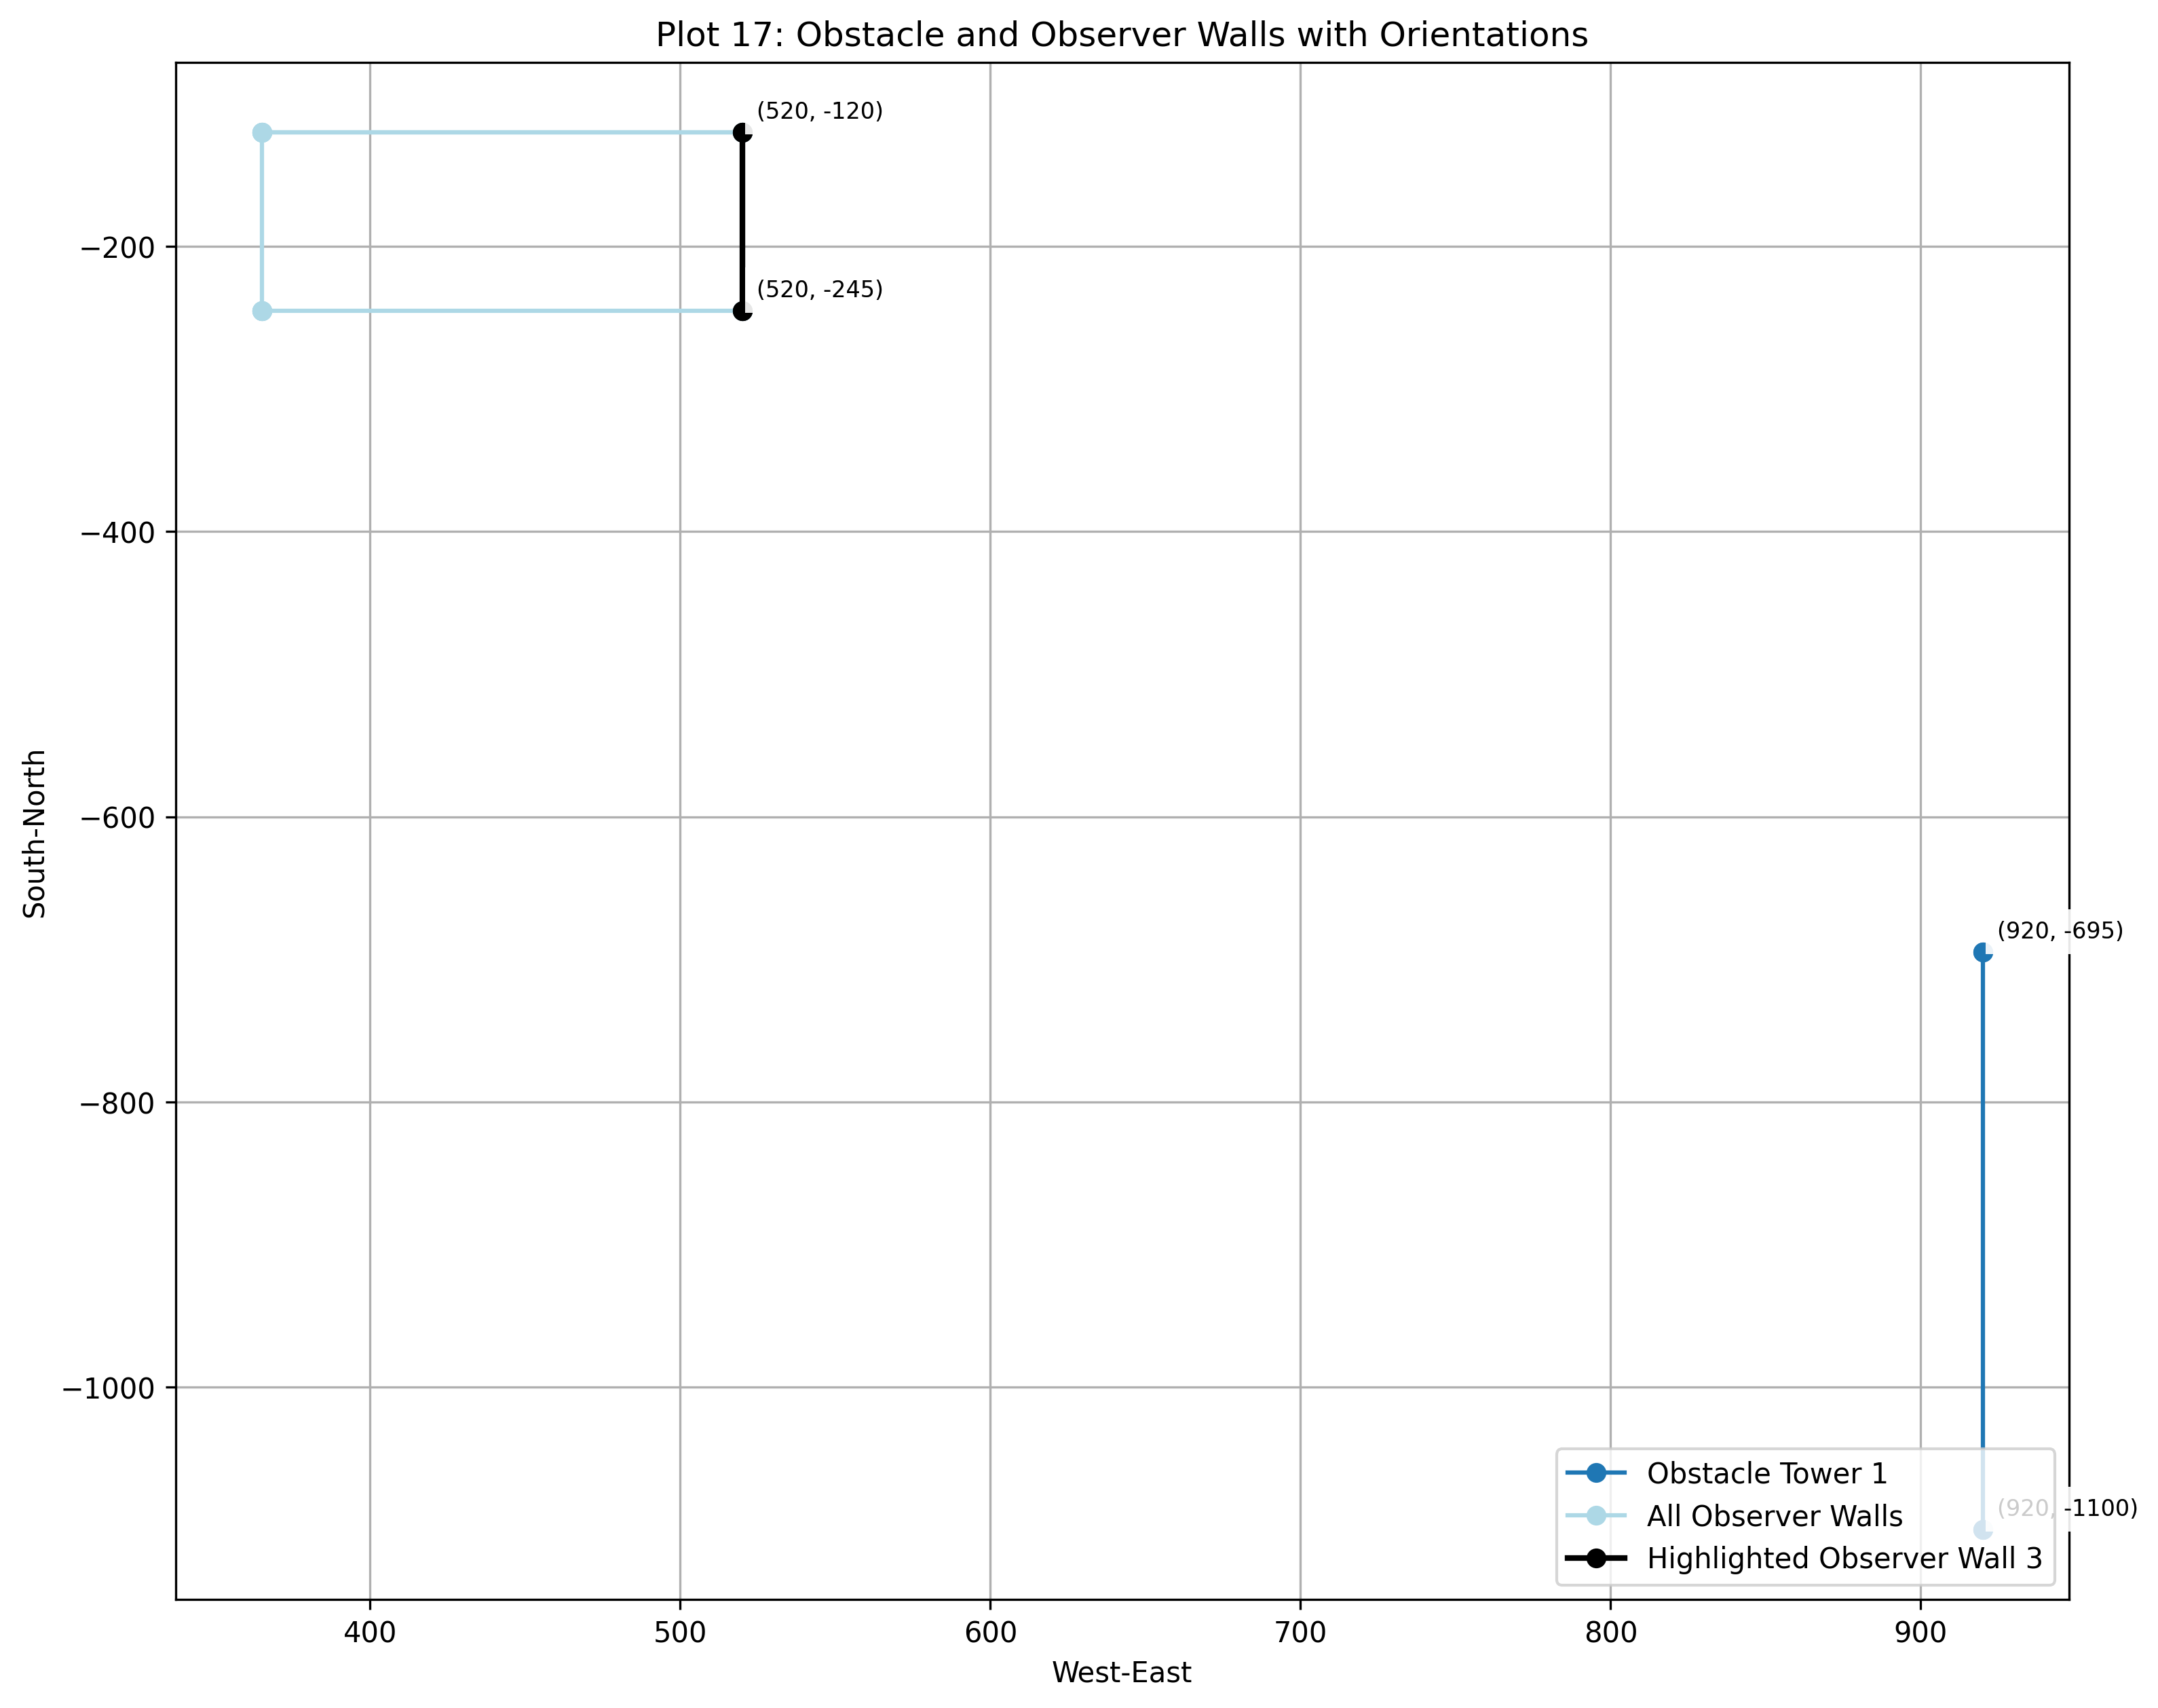 Plot 17: Obstacle and Observer Walls with Orientations
(520, -120)
−200
(520, -245)
−400
−600
South-North
(920, -695)
−800
−1000
Obstacle Tower 1
(920, -1100)
All Observer Walls
Highlighted Observer Wall 3
400 500 600 700 800 900
West-East